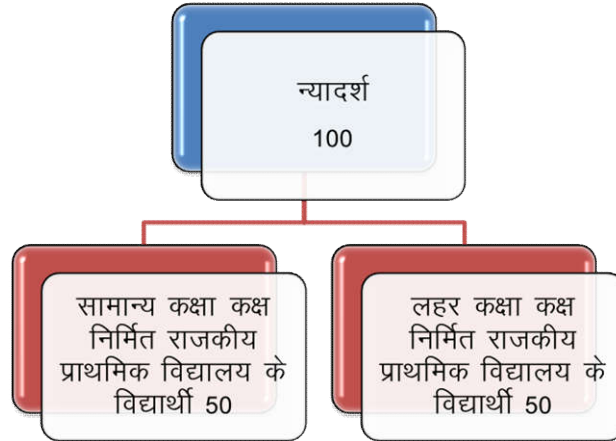 न्यादर्श
100
सामान्य कक्षा कक्ष
निर्मित राजकीय
प्राथमिक विद्यालय के
विद्यार्थी 50
लहर कक्षा कक्ष
निर्मित राजकीय
प्राथमिक विद्यालय के
विद्यार्थी 50